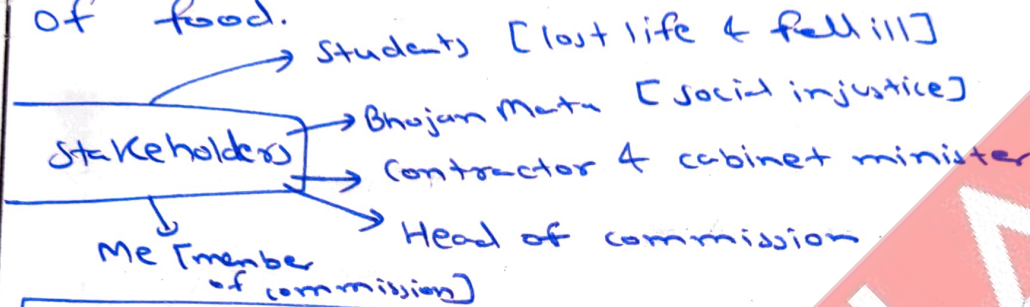 of food.
Students [lost life & fell ill]
Bhojan Mata [social injustice]
Stakeholders
Contractor & cabinet minister
Head of commission
Me [member
of commission]